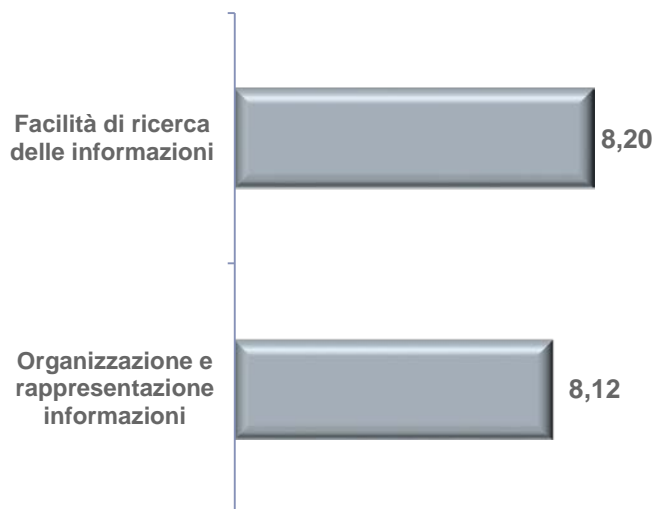 Facilità di ricerca
delle informazioni
8,20
Organizzazione e
rappresentazione
informazioni
8,12